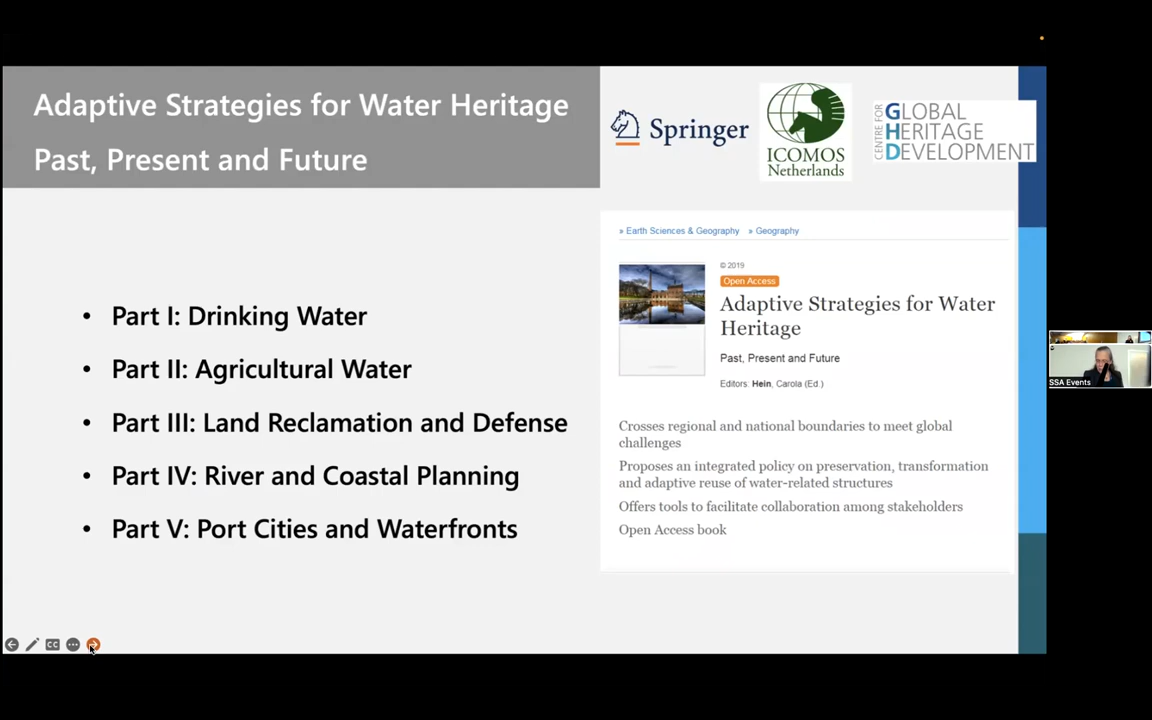 Adaptive Strategies for Water Heritage
Past, Present and Future
Springer
ICOMOS
Netherlands
CENTRE FOR
GLOBAL
HERITAGE
DEVELOPMENT
» Earth Sciences & Geography » Geography
© 2019
Open Access
Adaptive Strategies for Water
Heritage
Past, Present and Future
Editors: Hein, Carola (Ed.)
Crosses regional and national boundaries to meet global
challenges
Proposes an integrated policy on preservation, transformation
and adaptive reuse of water-related structures
Offers tools to facilitate collaboration among stakeholders
Open Access book
• Part I: Drinking Water
• Part II: Agricultural Water
• Part III: Land Reclamation and Defense
• Part IV: River and Coastal Planning
• Part V: Port Cities and Waterfronts
CC
SSA Events